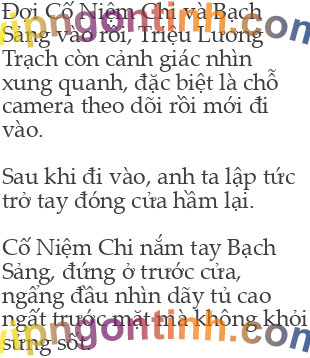 Đợi Cố Niệm Chi và Bạch
Sảng vào rồi, Triệu Lương
Trạch còn cảnh giác nhìn
xung quanh, đặc biệt là chỗ
camera theo dõi rồi mới đi
vào.
Sau khi đi vào, anh ta lập tức
trở tay đóng cửa hầm lại.
Cố Niệm Chi nắm tay Bạch
Sảng, đứng ở trước cửa,
ngẩng đầu nhìn dãy tủ cao
ngất trước mặt mà không khỏi
sửng sốt.
vipngontinh.com
vipngontinh.com